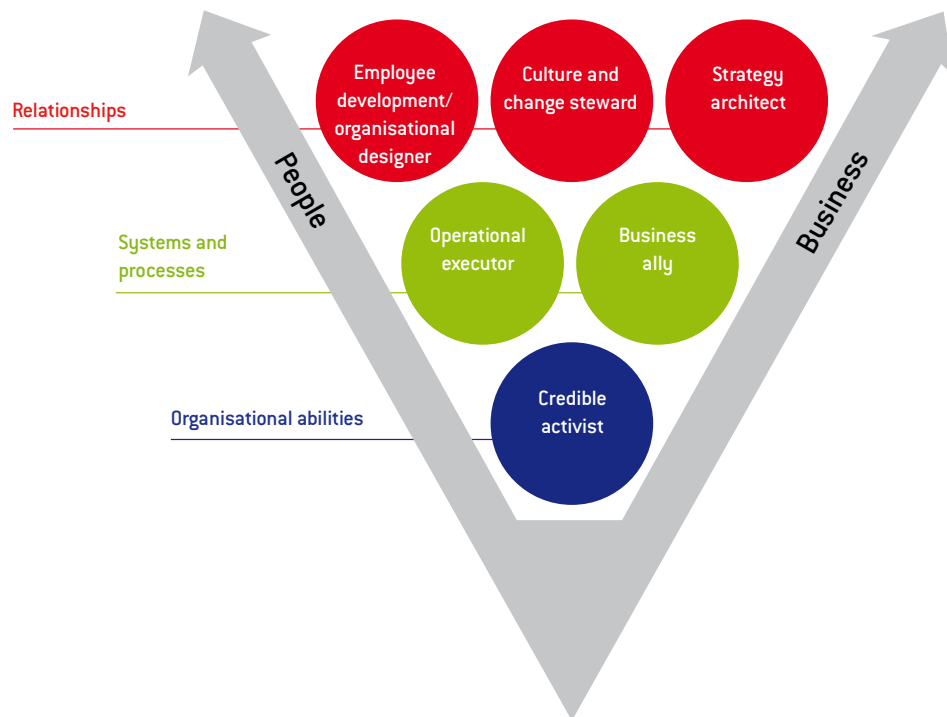 Employee
development/
organisational
designer
Culture and
change steward
Strategy
architect
Relationships
People
Business
Systems and
processes
Operational
executor
Business
ally
Organisational abilities
Credible
activist